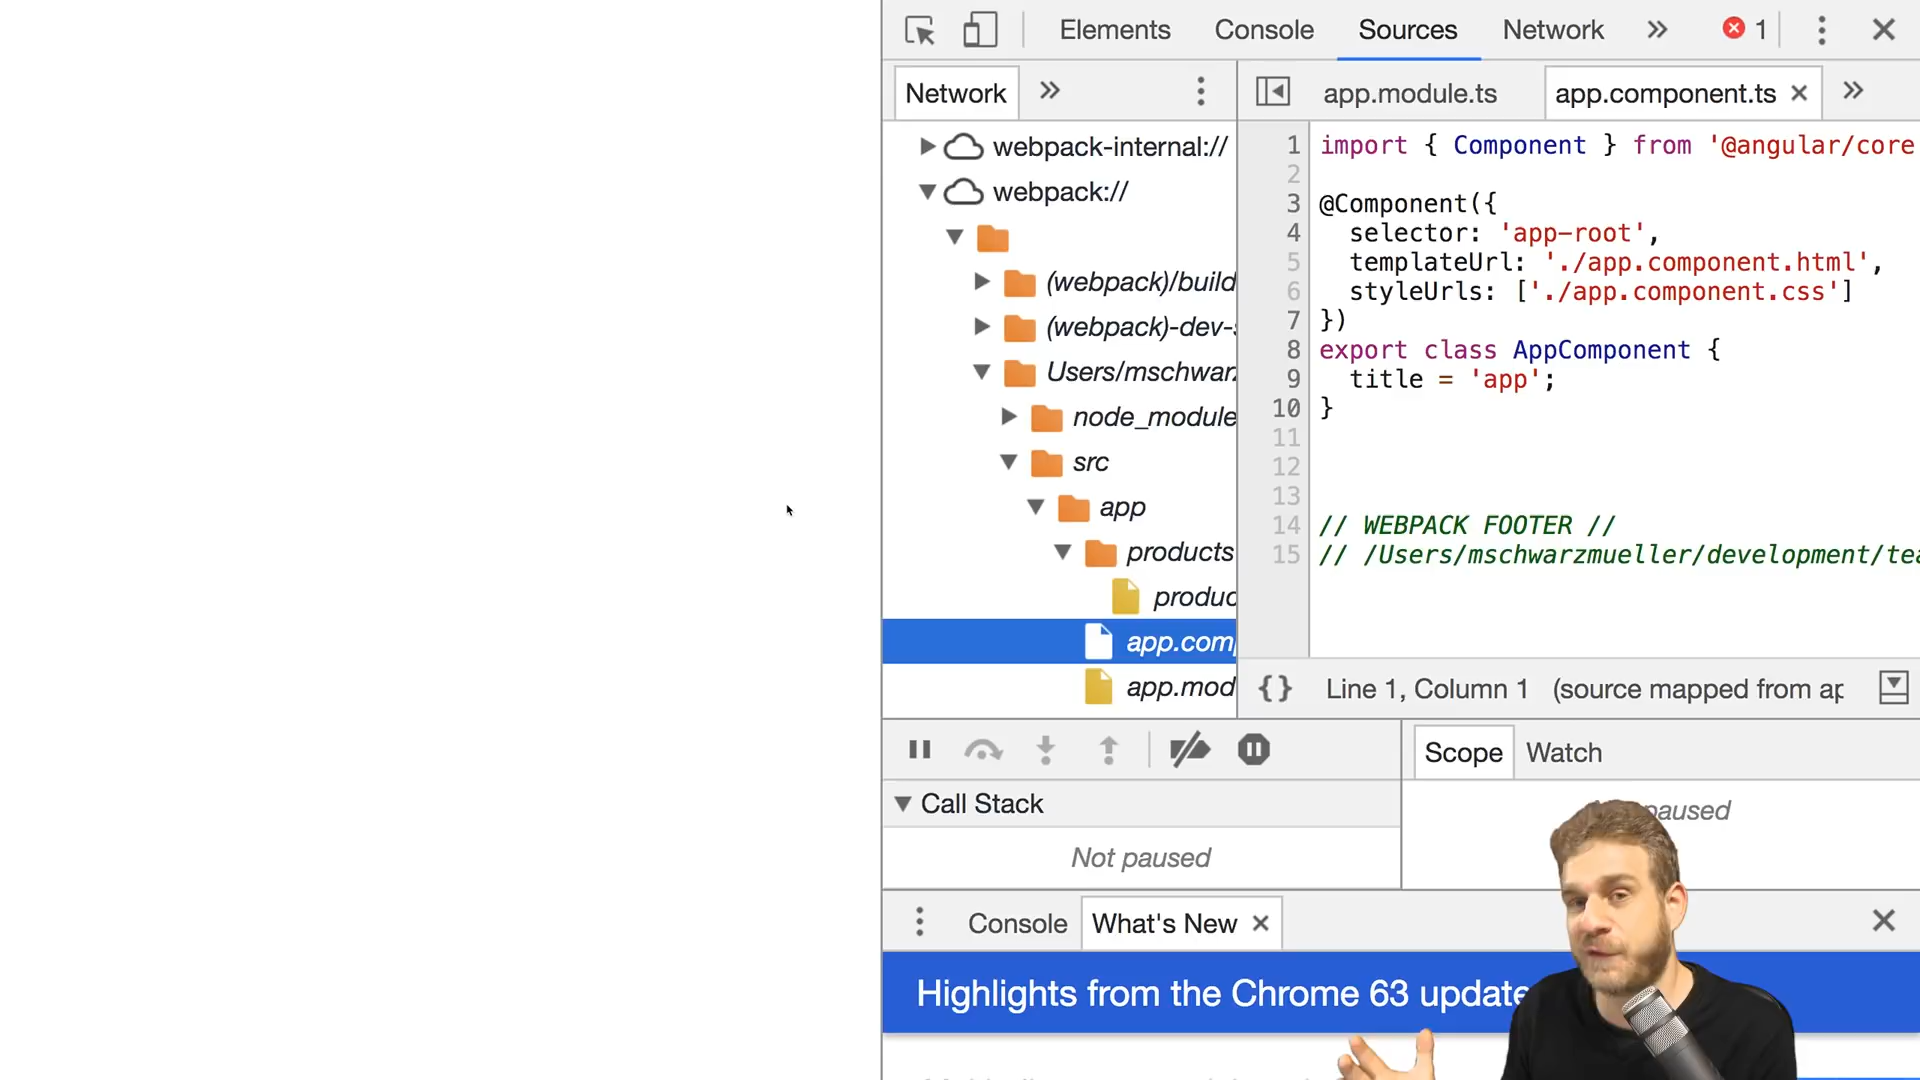 Elements Console Sources Network » 1
Network »
app.module.ts app.component.ts »
webpack-internal://
webpack://
(webpack)/build
(webpack)-dev-
Users/mschwarz
node_module
src
app
products
produc
app.com
app.mod
1 import { Component } from '@angular/core
2
3 @Component({
4 selector: 'app-root',
5 templateUrl: './app.component.html',
6 styleUrls: ['./app.component.css']
7 })
8 export class AppComponent {
9 title = 'app';
10 }
11
12
13
14 // WEBPACK FOOTER //
15 // /Users/mschwarzmueller/development/tea
{} Line 1, Column 1 (source mapped from ap
Scope Watch
Call Stack
paused
Not paused
Console What's New
Highlights from the Chrome 63 update